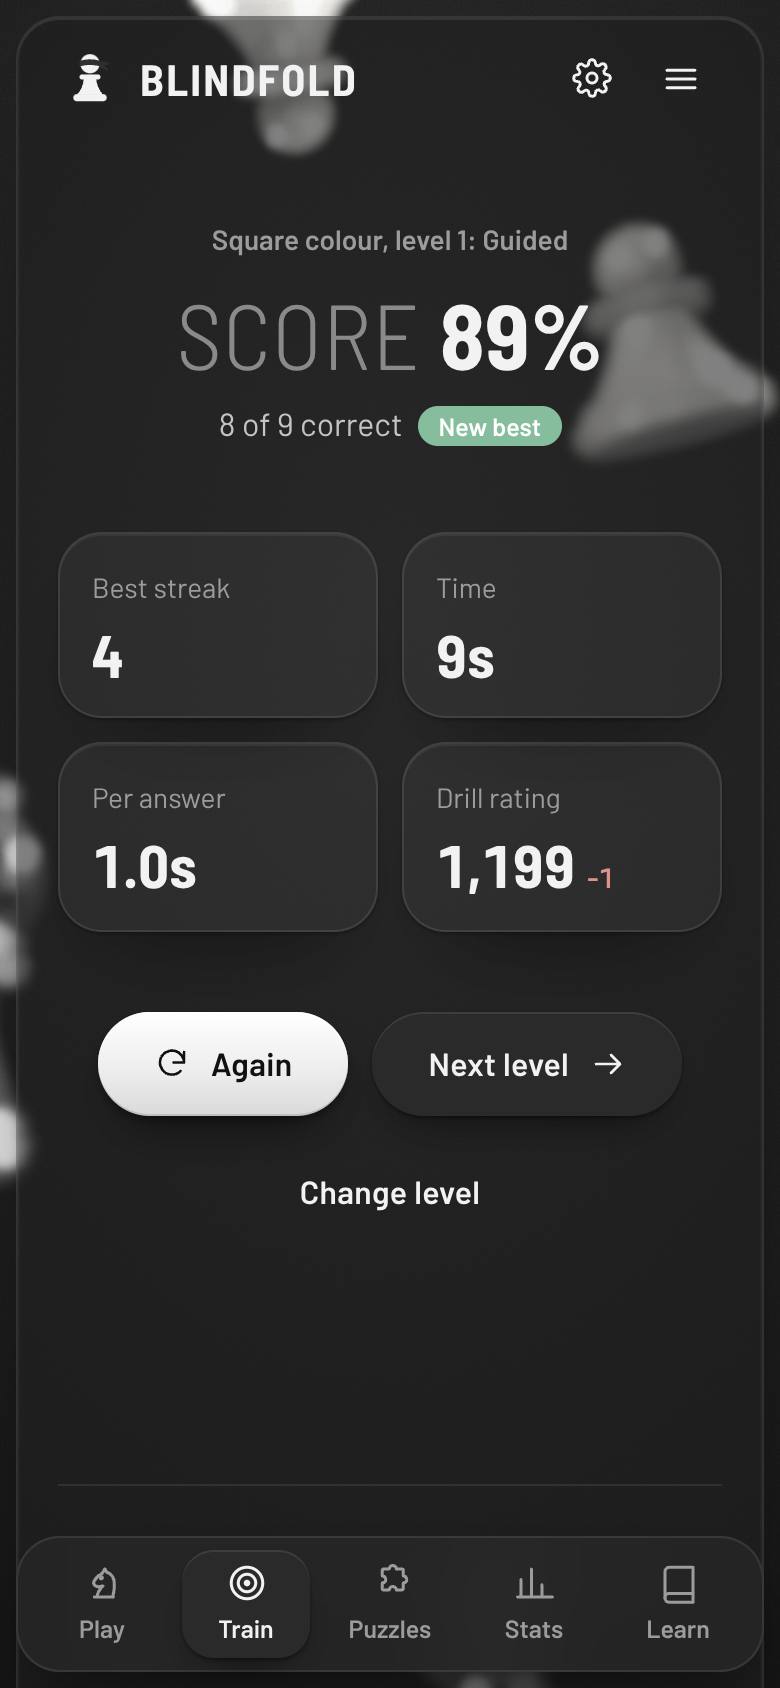 BLINDFOLD
Square colour, level 1: Guided
SCORE 89%
8 of 9 correct New best
Best streak
4
Time
9s
Per answer
1.0s
Drill rating
1,199 -1
Again
Next level
Change level
Play
Train
Puzzles
Stats
Learn